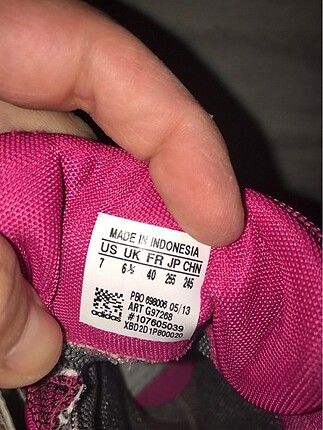 MADE IN INDONESIA
US UK FR JP CHN
7 6½ 40 255 245
PBO 698006 05/13
ART G97268
#107605039
XBD2D1P800020
adidas